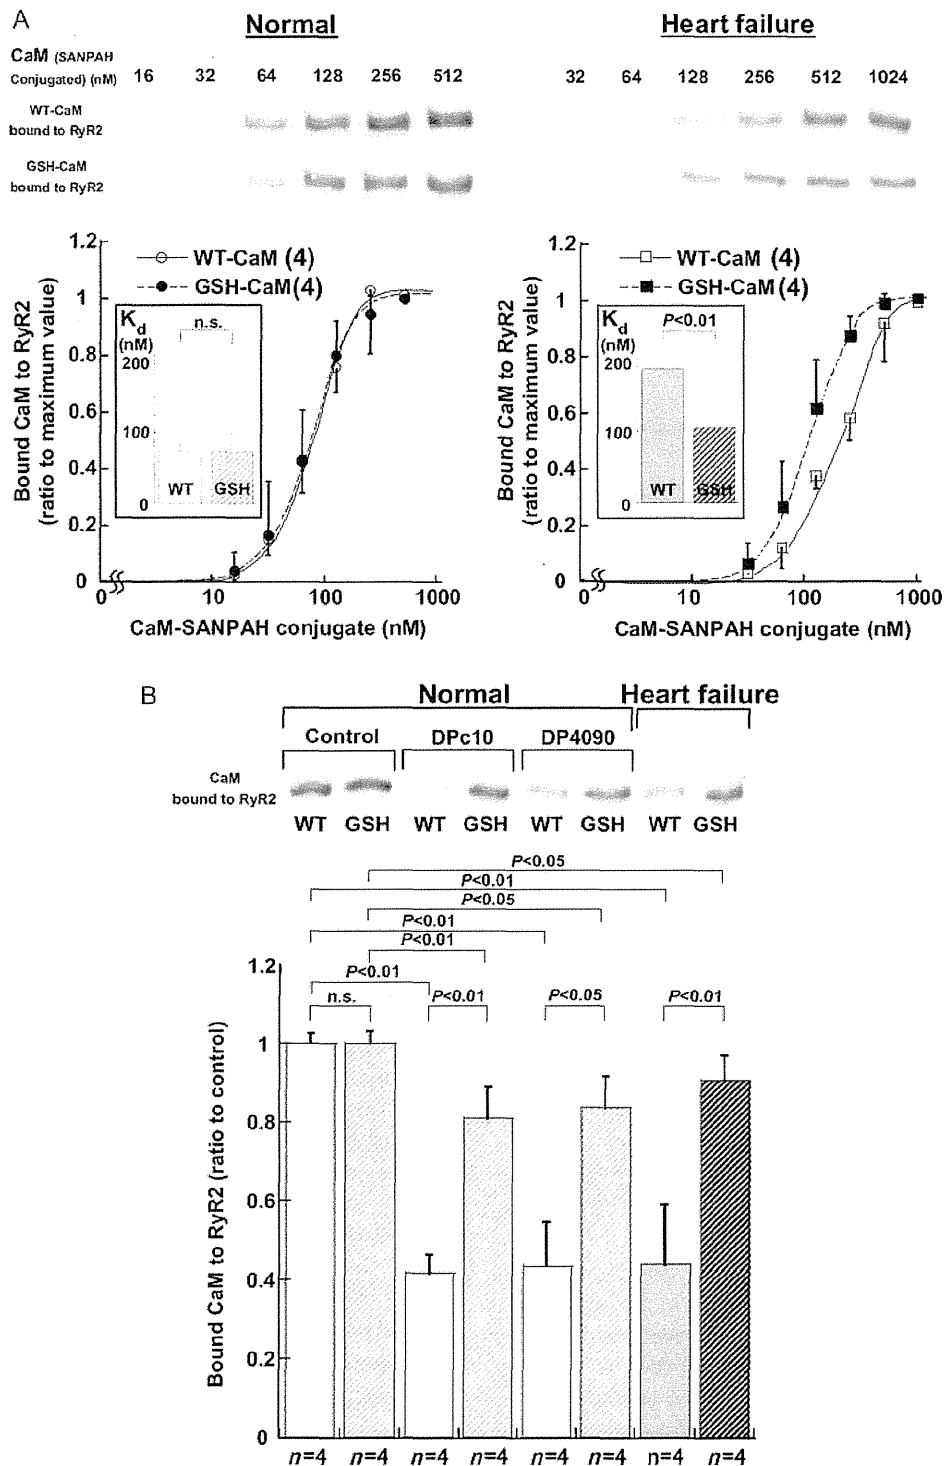 A
Normal
Heart failure
CaM (SANPAH
Conjugated) (nM)
16 32 64 128 256 512
32 64 128 256 512 1024
WT-CaM
bound to RyR2
GSH-CaM
bound to RyR2
Bound CaM to RyR2
(ratio to maximum value)
1.2
1.0
0.8
0.6
0.4
0.2
0
WT-CaM (4)
GSH-CaM (4)
Kd
(nM)
n.s.
200
100
0
WT GSH
0 10 100 1000
CaM-SANPAH conjugate (nM)
Bound CaM to RyR2
(ratio to maximum value)
1.2
1.0
0.8
0.6
0.4
0.2
0
WT-CaM (4)
GSH-CaM (4)
Kd
(nM)
P<0.01
200
100
0
WT GSH
0 10 100 1000
CaM-SANPAH conjugate (nM)
B
Normal
Heart failure
Control DPc10 DP4090
CaM
bound to RyR2
WT GSH WT GSH WT GSH WT GSH
P<0.05
P<0.01
P<0.05
P<0.01
P<0.01
P<0.01
n.s. P<0.01 P<0.05 P<0.01
Bound CaM to RyR2 (ratio to control)
1.2
1
0.8
0.6
0.4
0.2
0
n=4 n=4 n=4 n=4 n=4 n=4 n=4 n=4